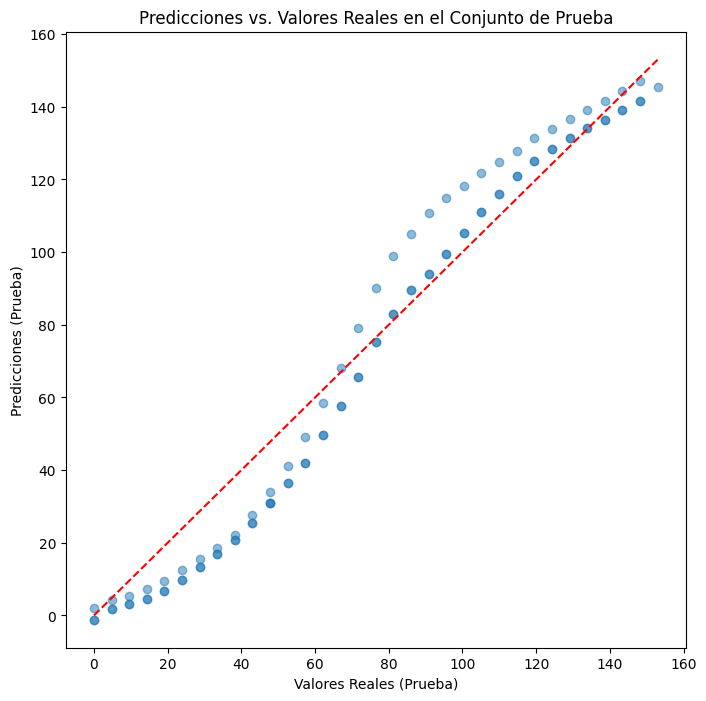 Predicciones vs. Valores Reales en el Conjunto de Prueba
160
140
120
100
80
60
40
20
0
Predicciones (Prueba)
0 20 40 60 80 100 120 140 160
Valores Reales (Prueba)